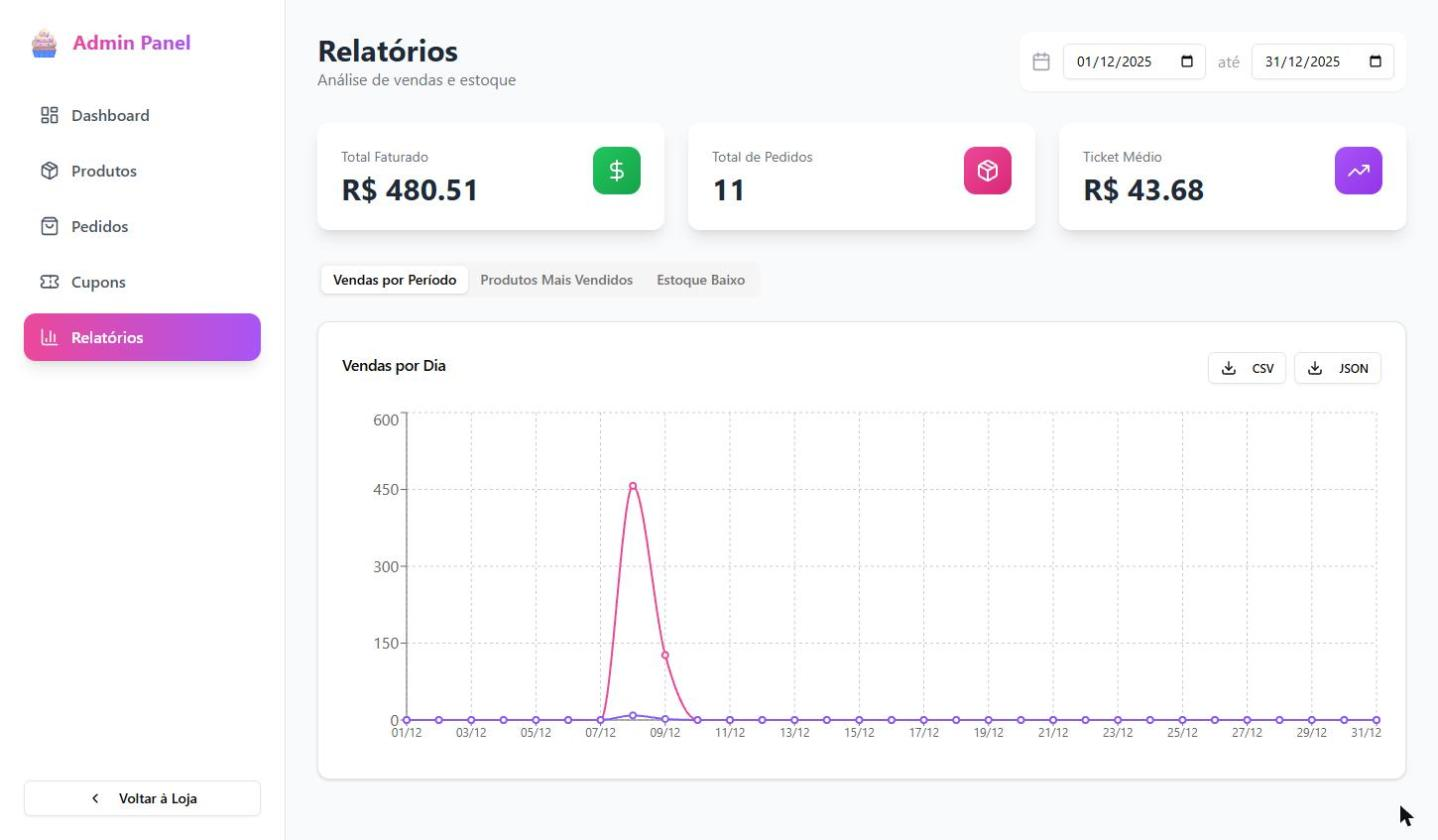 Admin Panel
Dashboard
Produtos
Pedidos
Cupons
Relatórios
Voltar à Loja
Relatórios
Análise de vendas e estoque
01/12/2025 até 31/12/2025
Total Faturado
R$ 480.51
Total de Pedidos
11
Ticket Médio
R$ 43.68
Vendas por Período Produtos Mais Vendidos Estoque Baixo
Vendas por Dia
CSV JSON
600
450
300
150
0
01/12 03/12 05/12 07/12 09/12 11/12 13/12 15/12 17/12 19/12 21/12 23/12 25/12 27/12 29/12 31/12